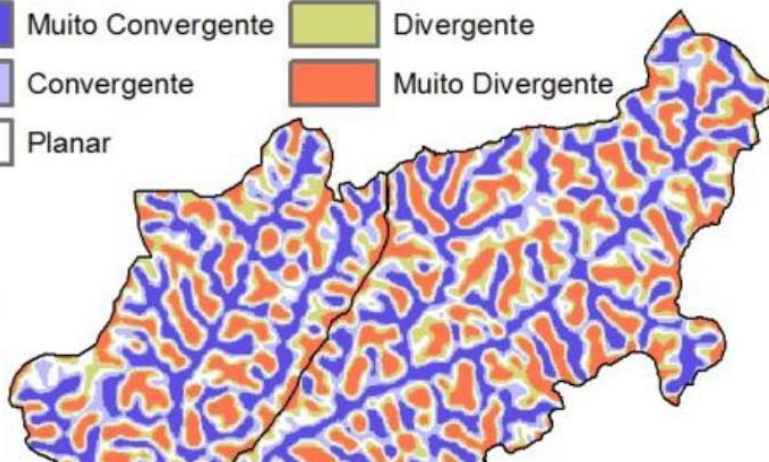 Muito Convergente
Divergente
Convergente
Muito Divergente
Planar